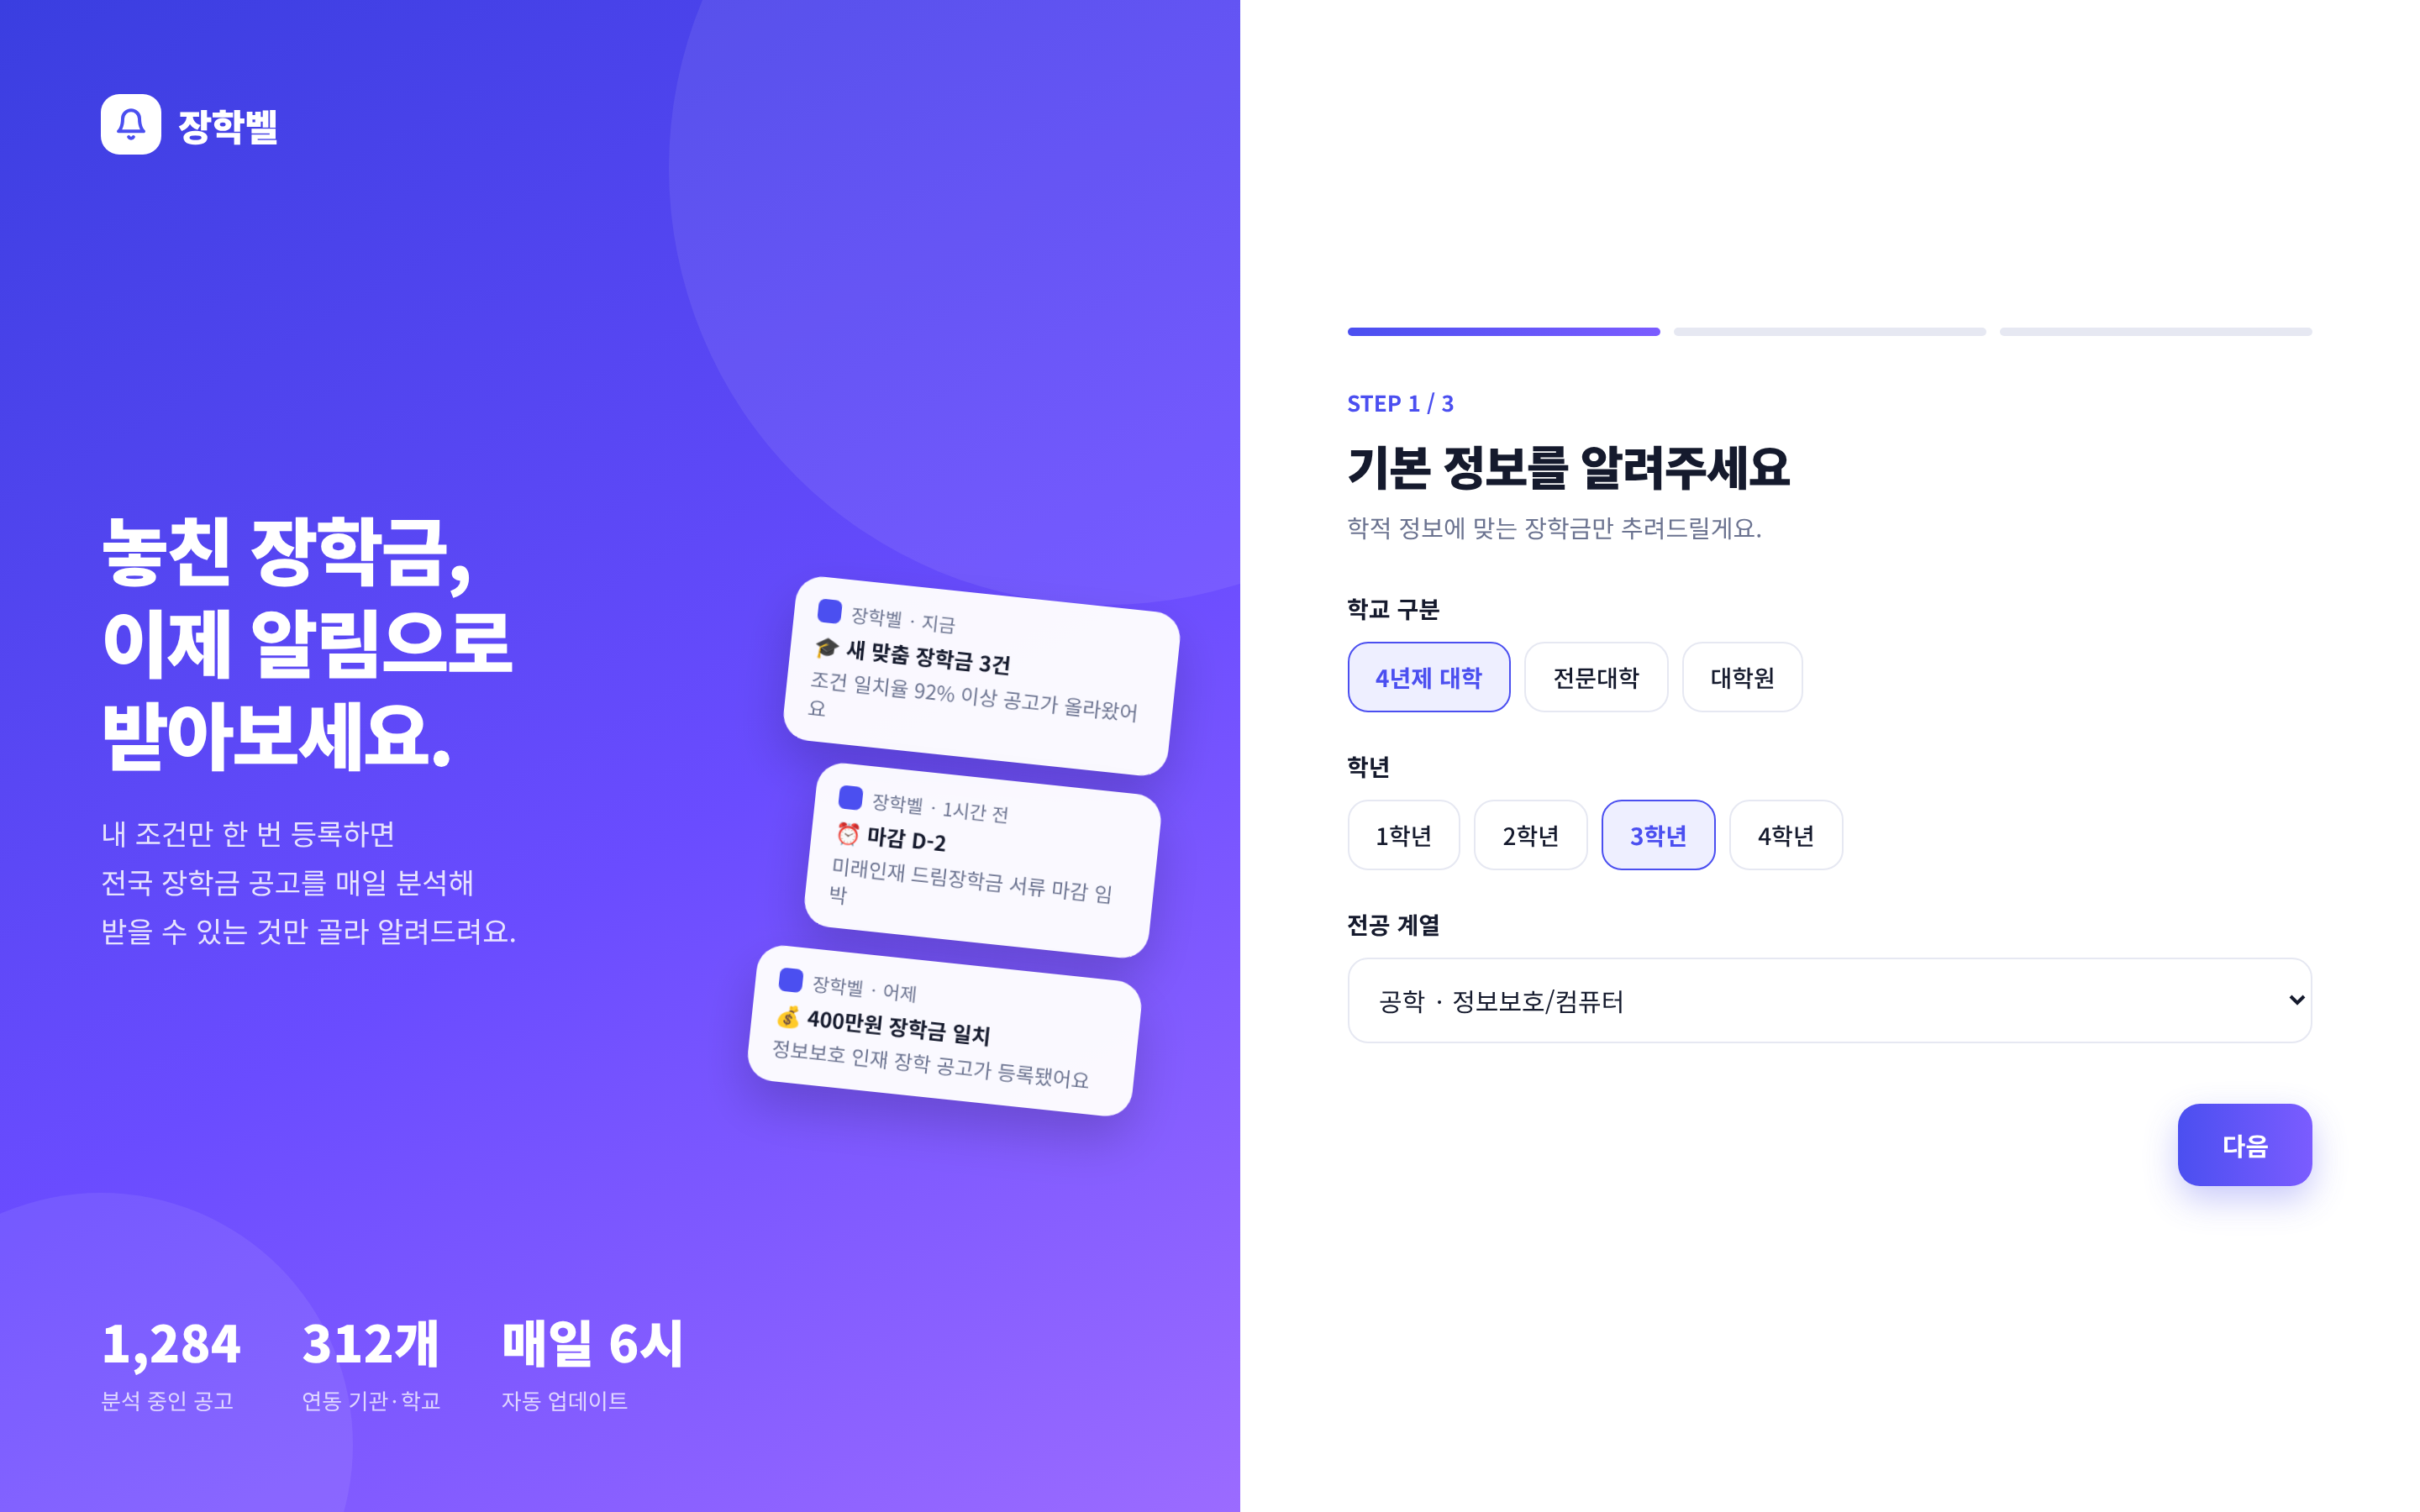 장학벨
놓친 장학금,
이제 알림으로
받아보세요.
내 조건만 한 번 등록하면
전국 장학금 공고를 매일 분석해
받을 수 있는 것만 골라 알려드려요.
장학벨 · 지금
🎓 새 맞춤 장학금 3건
조건 일치율 92% 이상 공고가 올라왔어
요
장학벨 · 1시간 전
⏰ 마감 D-2
미래인재 드림장학금 서류 마감 임
박
장학벨 · 어제
💰 400만원 장학금 일치
정보보호 인재 장학 공고가 등록됐어요
1,284
분석 중인 공고
312개
연동 기관·학교
매일 6시
자동 업데이트
STEP 1 / 3
기본 정보를 알려주세요
학적 정보에 맞는 장학금만 추려드릴게요.
학교 구분
4년제 대학 전문대학 대학원
학년
1학년 2학년 3학년 4학년
전공 계열
공학 · 정보보호/컴퓨터
다음